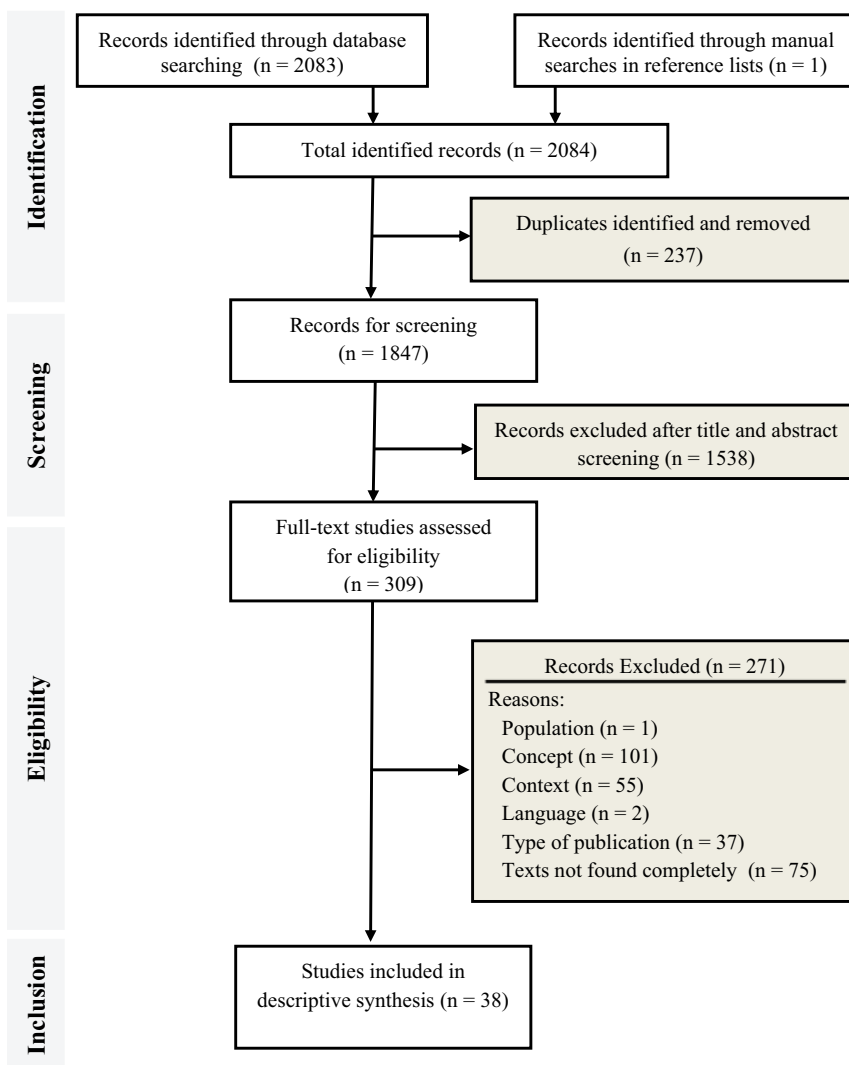 Identification
Records identified through database
searching (n = 2083)
Records identified through manual
searches in reference lists (n = 1)
Total identified records (n = 2084)
Duplicates identified and removed
(n = 237)
Screening
Records for screening
(n = 1847)
Records excluded after title and abstract
screening (n = 1538)
Eligibility
Full-text studies assessed
for eligibility
(n = 309)
Records Excluded (n = 271)
Reasons:
Population (n = 1)
Concept (n = 101)
Context (n = 55)
Language (n = 2)
Type of publication (n = 37)
Texts not found completely (n = 75)
Inclusion
Studies included in
descriptive synthesis (n = 38)